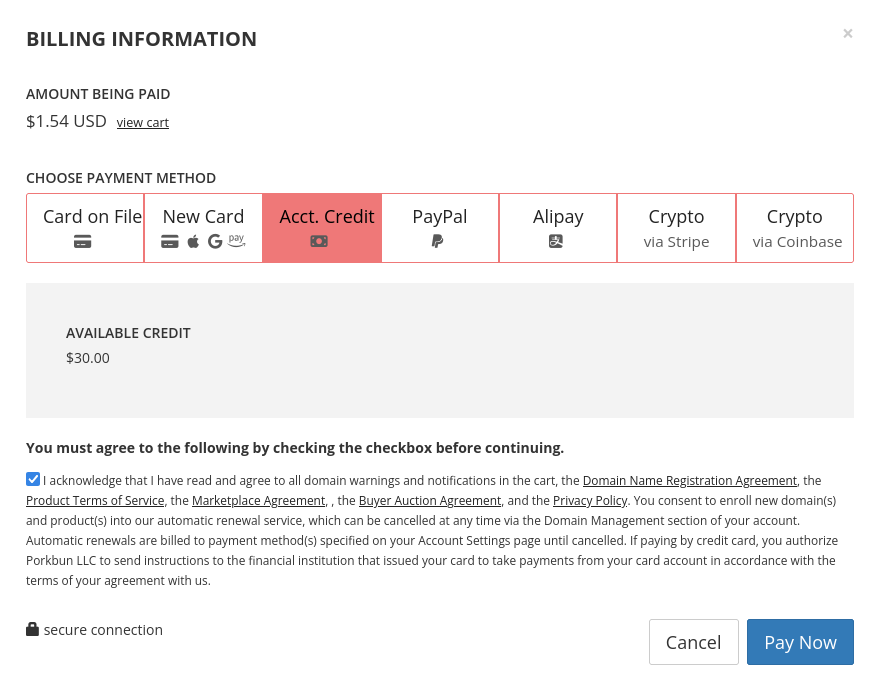 BILLING INFORMATION
×
AMOUNT BEING PAID
$1.54 USD view cart
CHOOSE PAYMENT METHOD
Card on File New Card Acct. Credit PayPal Alipay Crypto Crypto
pay via Stripe via Coinbase
AVAILABLE CREDIT
$30.00
You must agree to the following by checking the checkbox before continuing.
I acknowledge that I have read and agree to all domain warnings and notifications in the cart, the Domain Name Registration Agreement, the
Product Terms of Service, the Marketplace Agreement, , the Buyer Auction Agreement, and the Privacy Policy. You consent to enroll new domain(s)
and product(s) into our automatic renewal service, which can be cancelled at any time via the Domain Management section of your account.
Automatic renewals are billed to payment method(s) specified on your Account Settings page until cancelled. If paying by credit card, you authorize
Porkbun LLC to send instructions to the financial institution that issued your card to take payments from your card account in accordance with the
terms of your agreement with us.
secure connection
Cancel Pay Now